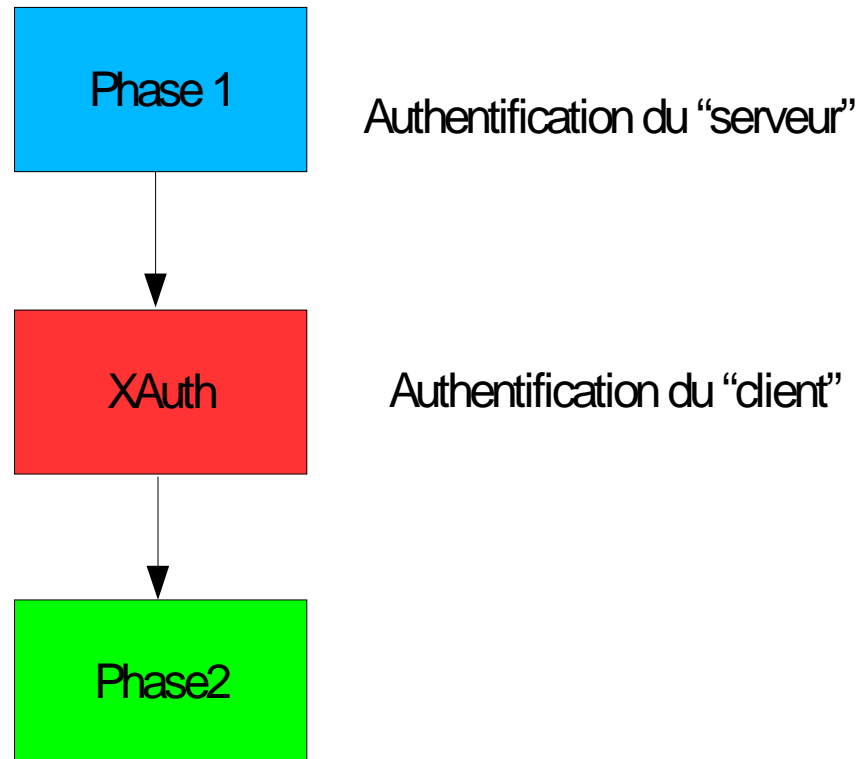 Phase 1
Authentification du “serveur”
XAuth
Authentification du “client”
Phase2